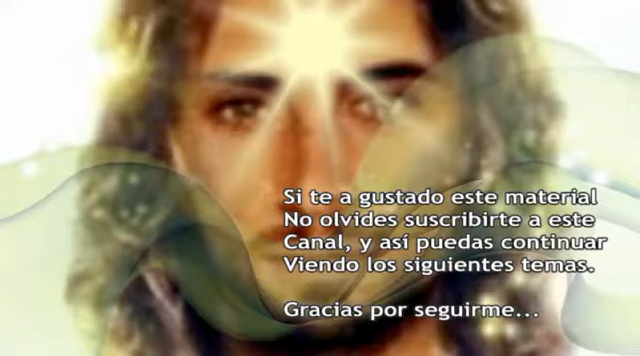 Si te a gustado este material
No olvides suscribirte a este
Canal, y así puedas continuar
Viendo los siguientes temas.
Gracias por seguirme...